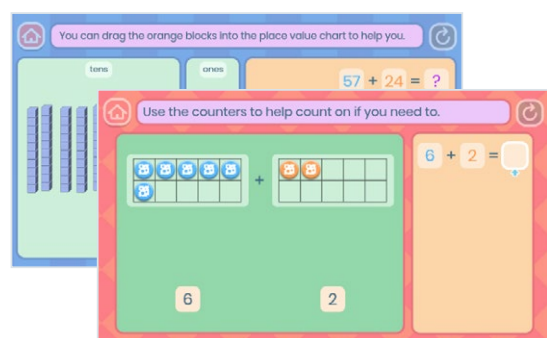 You can drag the orange blocks into the place value chart to help you.
tens
ones
57 + 24 = ?
Use the counters to help count on if you need to.
+
6 + 2 =
6
2